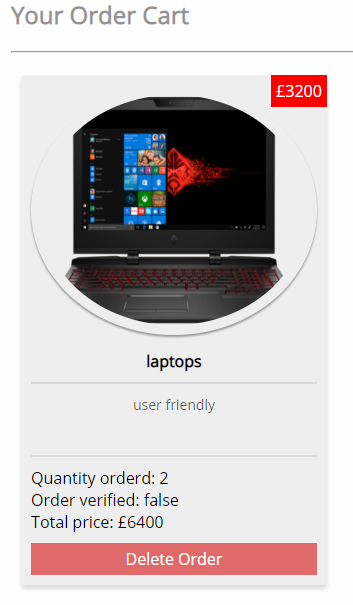 Your Order Cart
£3200
laptops
user friendly
Quantity orderd: 2
Order verified: false
Total price: £6400
Delete Order